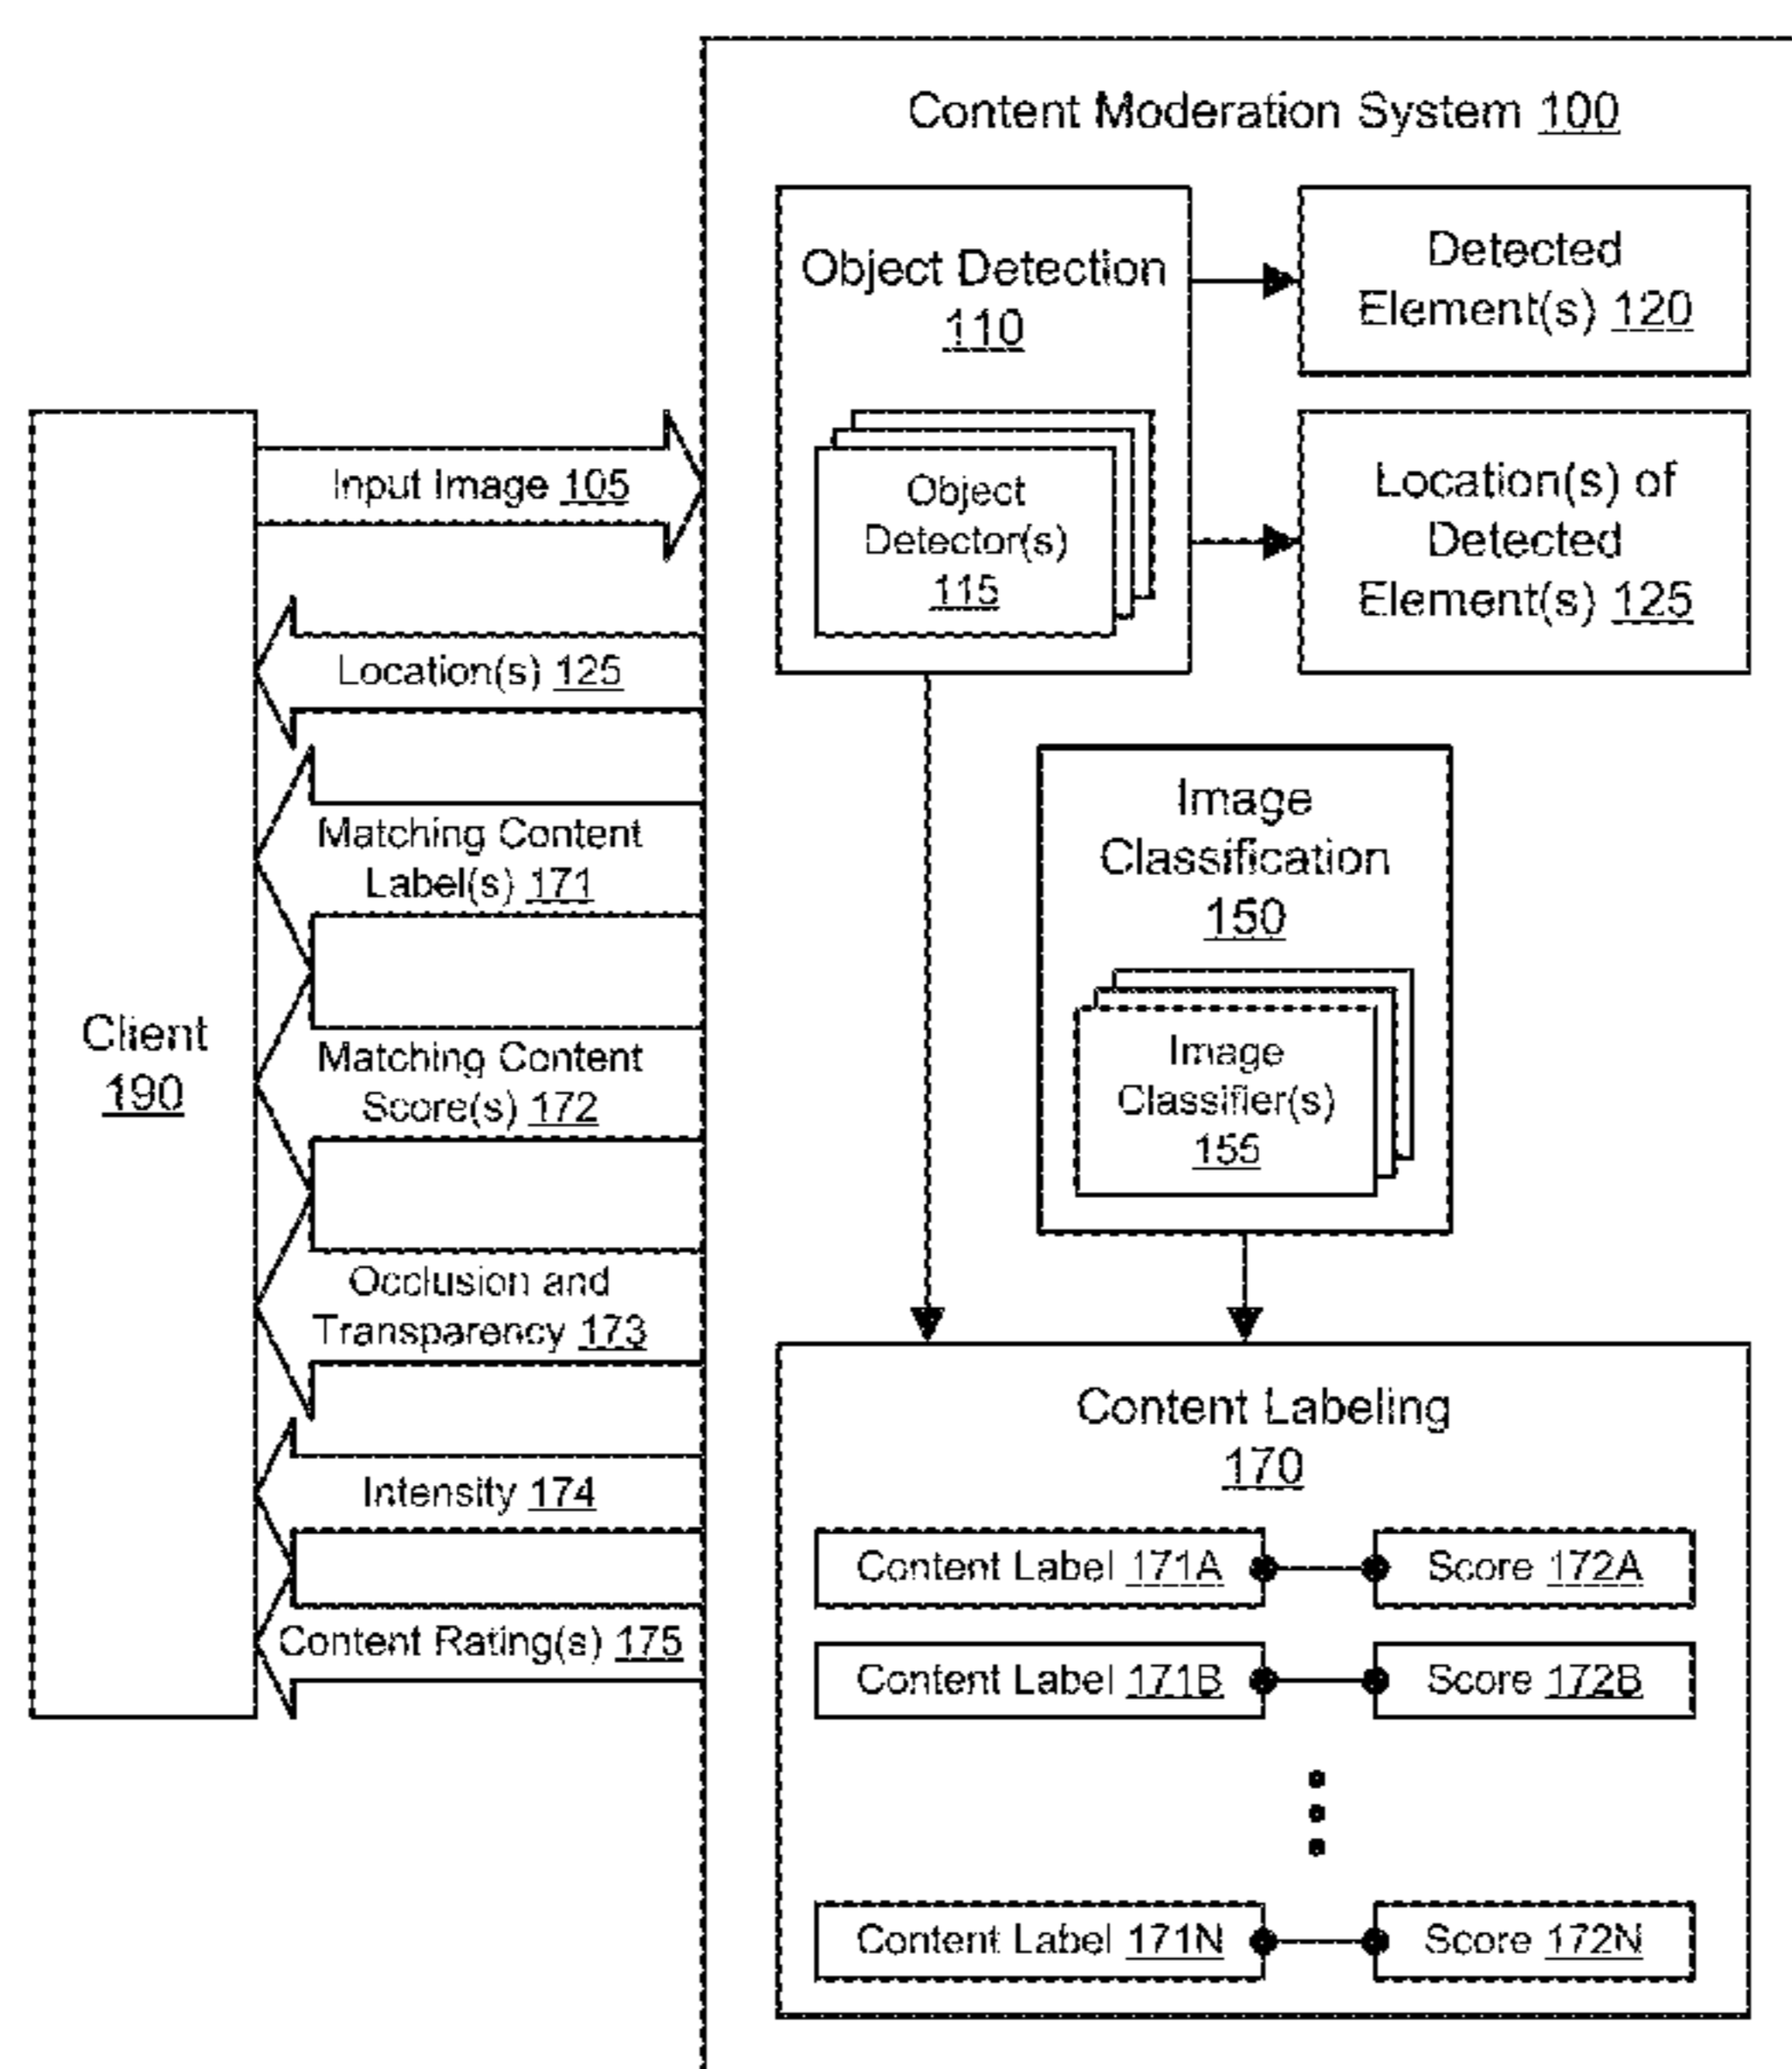 Content Moderation System 100
Object Detection
110
Object
Detector(s)
115
Detected
Element(s) 120
Location(s) of
Detected
Element(s) 125
Client
190
Input Image 105
Location(s) 125
Matching Content
Label(s) 171
Matching Content
Score(s) 172
Occlusion and
Transparency 173
Intensity 174
Content Rating(s) 175
Image
Classification
150
Image
Classifier(s)
155
Content Labeling
170
Content Label 171A
Score 172A
Content Label 171B
Score 172B
Content Label 171N
Score 172N